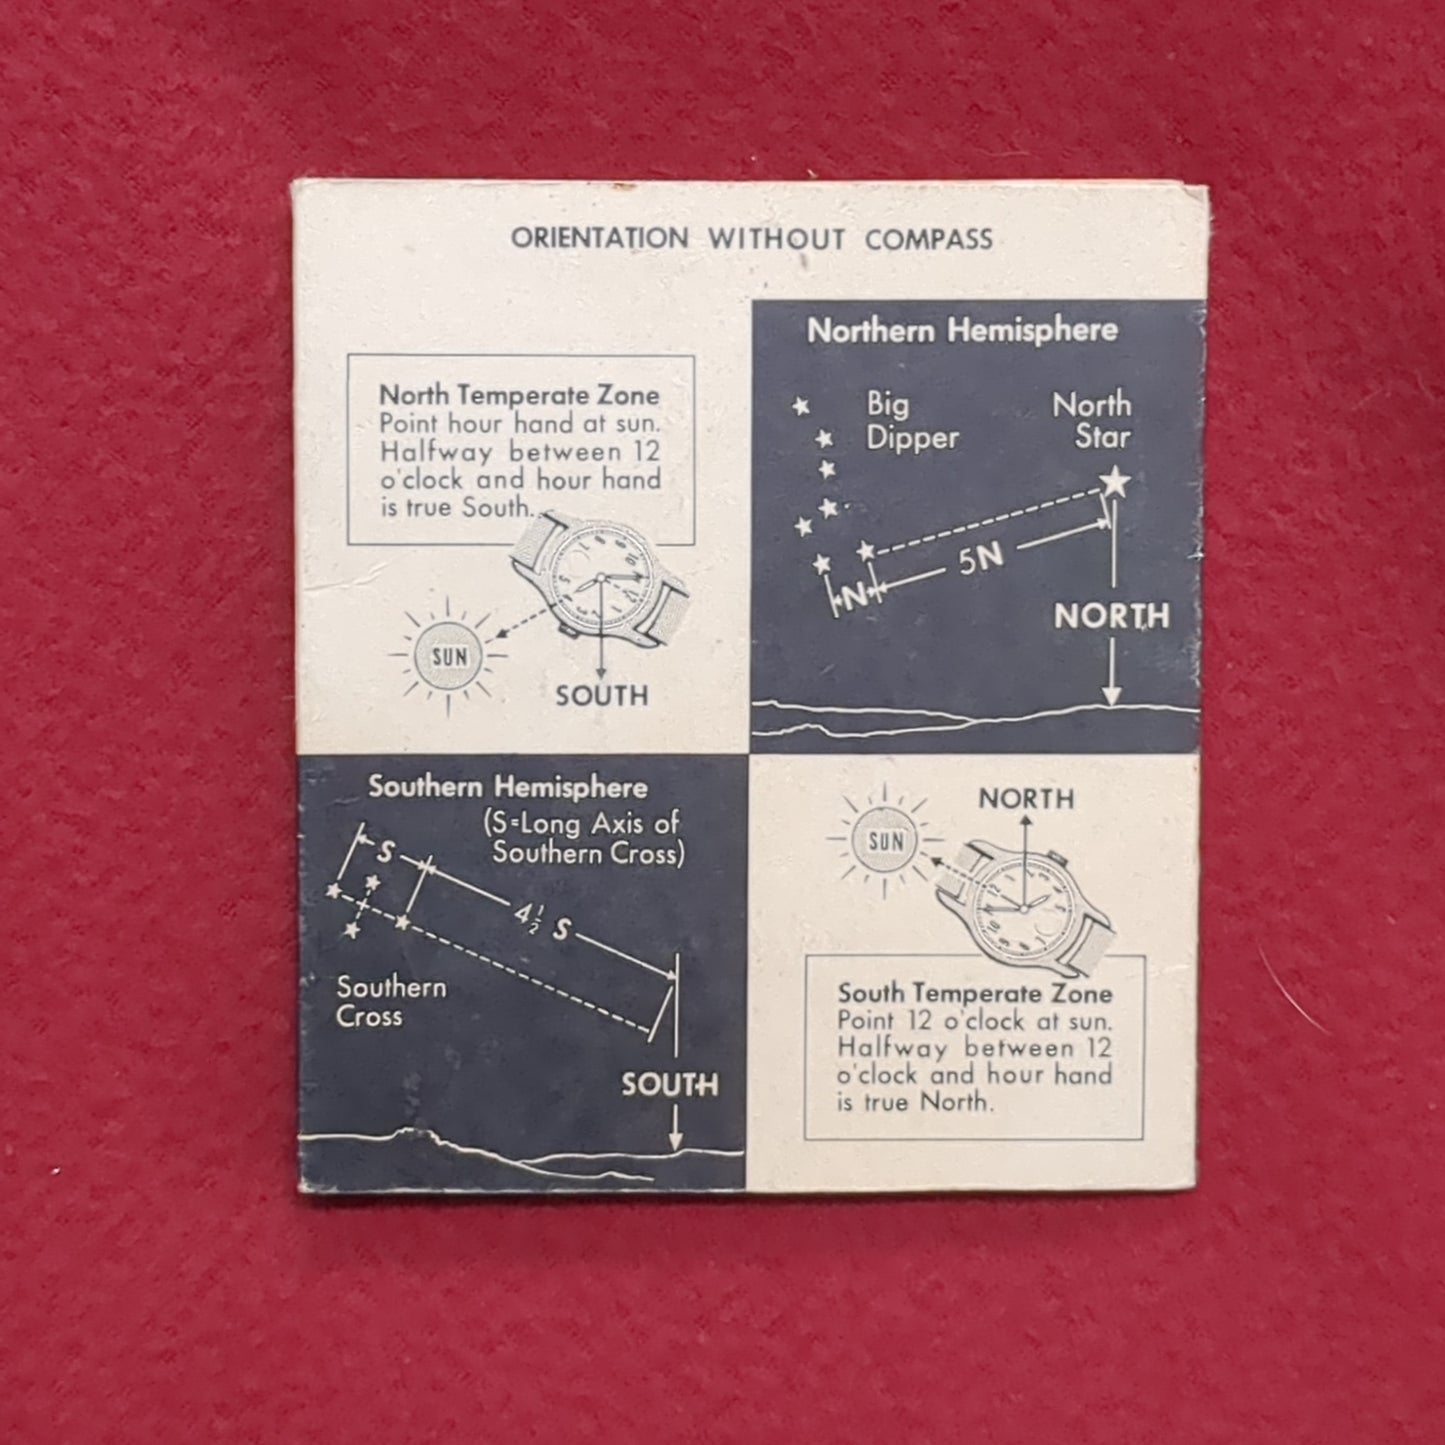 ORIENTATION WITHOUT COMPASS
North Temperate Zone
Point hour hand at sun.
Halfway between 12
o'clock and hour hand
is true South.
SUN
SOUTH
Northern Hemisphere
Big
Dipper
North
Star
N
5N
NORTH
Southern Hemisphere
(S=Long Axis of
Southern Cross)
S
4½ S
Southern
Cross
SOUTH
SUN
NORTH
South Temperate Zone
Point 12 o'clock at sun.
Halfway between 12
o'clock and hour hand
is true North.